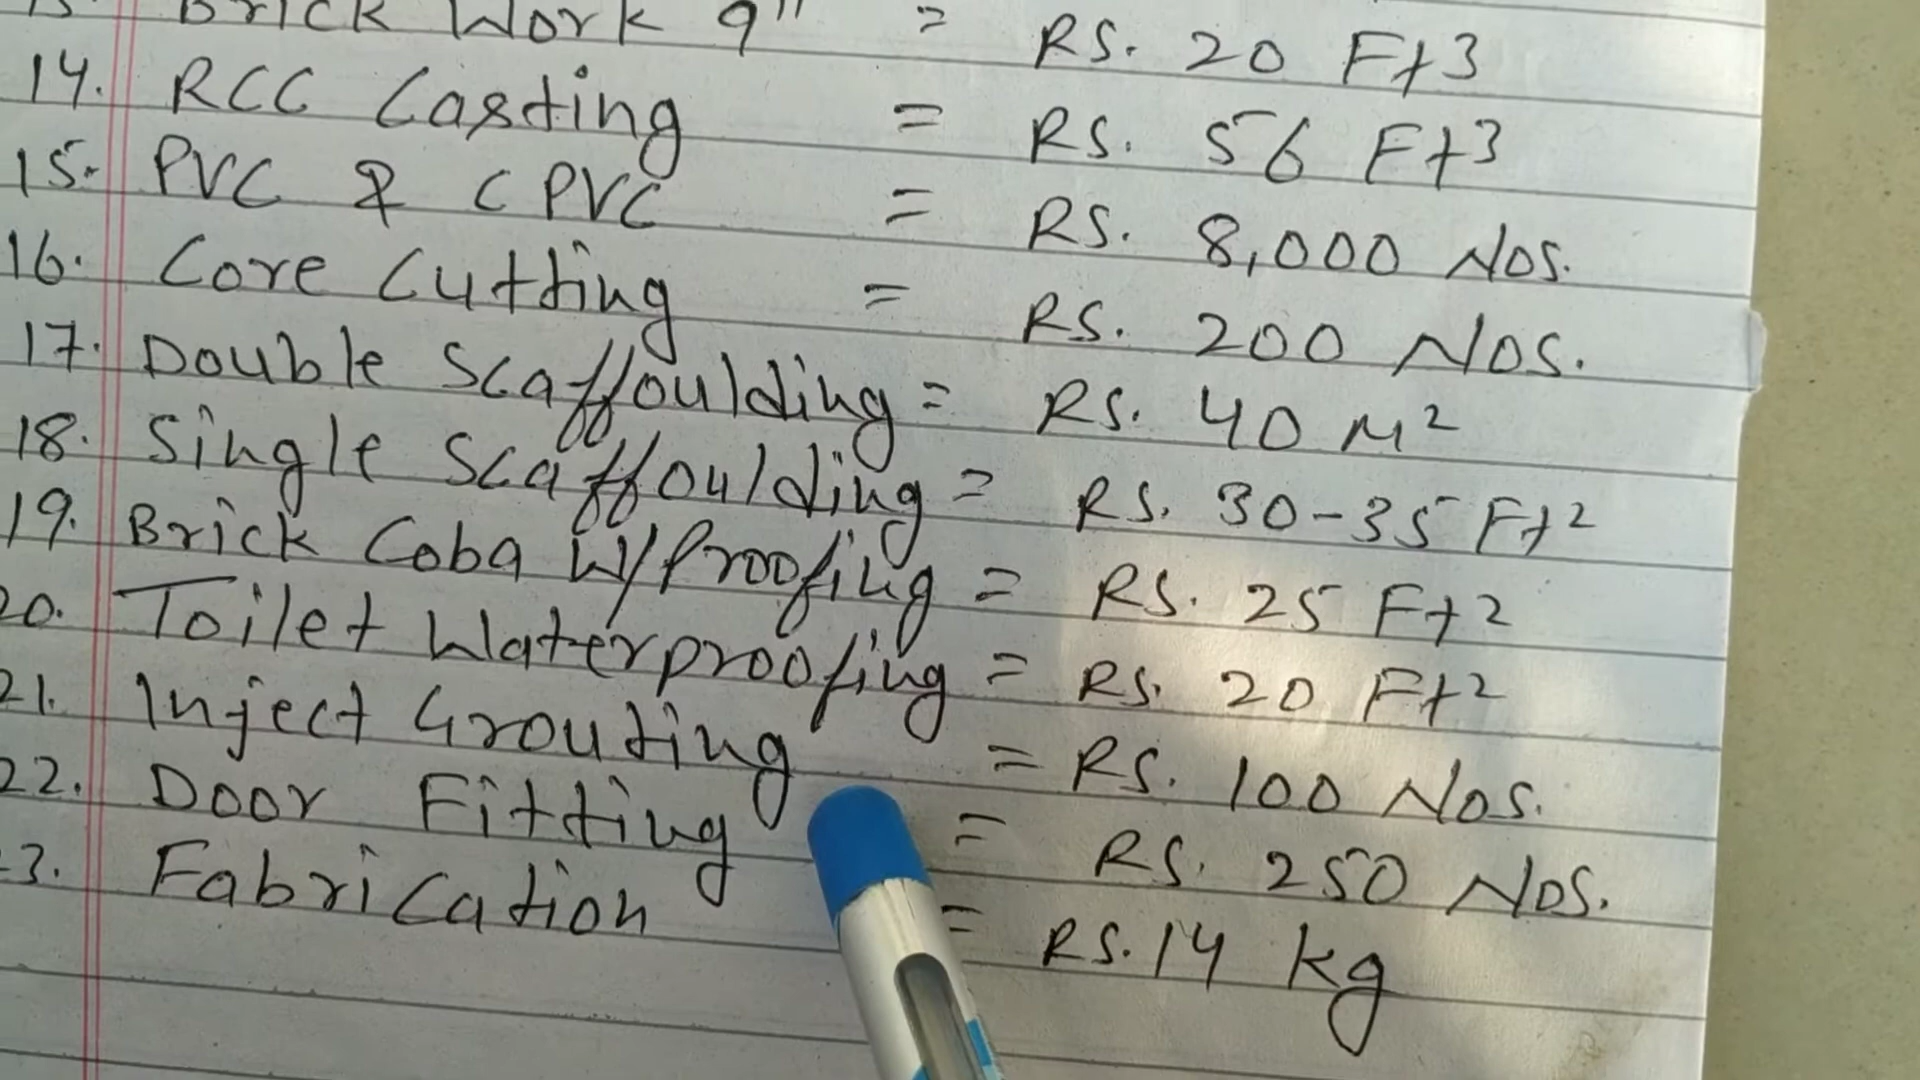 13. Brick Work 9" = RS. 20 Ft3
14. RCC Casting = RS. 56 Ft3
15. PVC & CPVC = RS. 8,000 Nos.
16. Core Cutting = RS. 200 Nos.
17. Double Scaffoulding = RS. 40 M²
18. Single Scaffoulding = RS. 30-35 Ft²
19. Brick Coba W/Proofing = RS. 25 Ft²
20. Toilet Waterproofing = RS. 20 Ft²
21. Inject Grouting = RS. 100 Nos.
22. Door Fitting = RS. 250 Nos.
23. Fabrication = RS. 14 kg